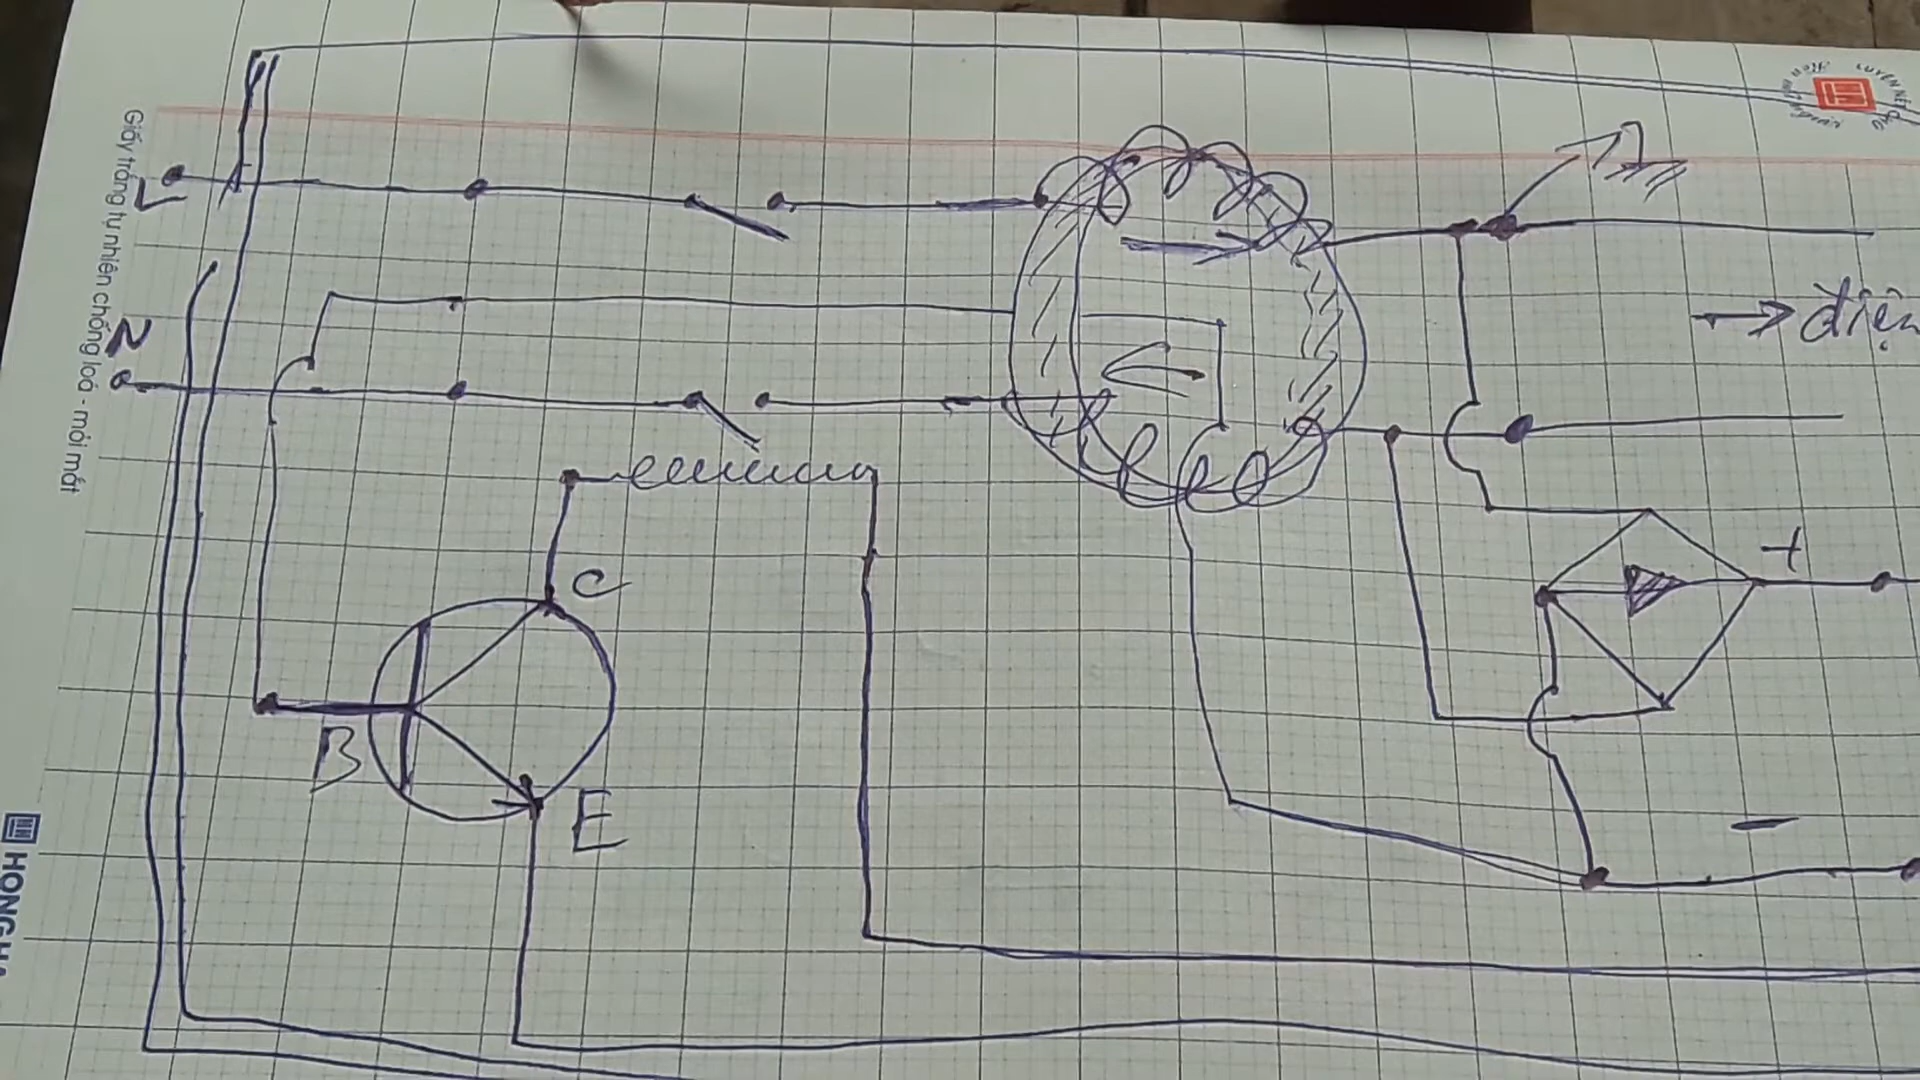 Giấy trắng tự nhiên chống loá - mỏi mắt
L
N
C
B
E
+
→ điện
-
HONG HA